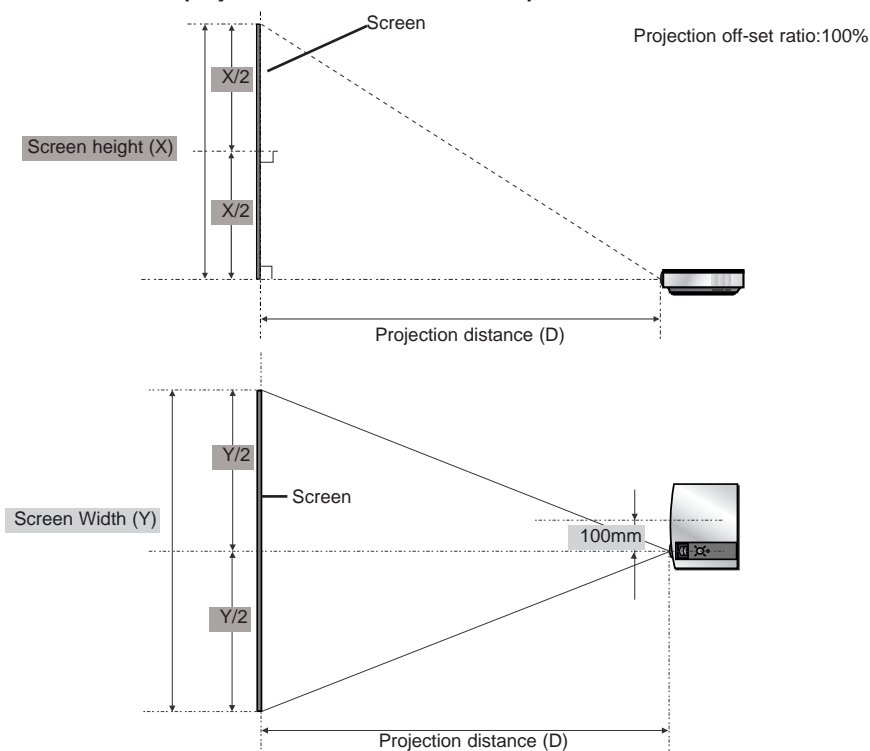 Screen
Projection off-set ratio:100%
X/2
Screen height (X)
X/2
Projection distance (D)
Y/2
Screen
Screen Width (Y)
100mm
Y/2
Projection distance (D)